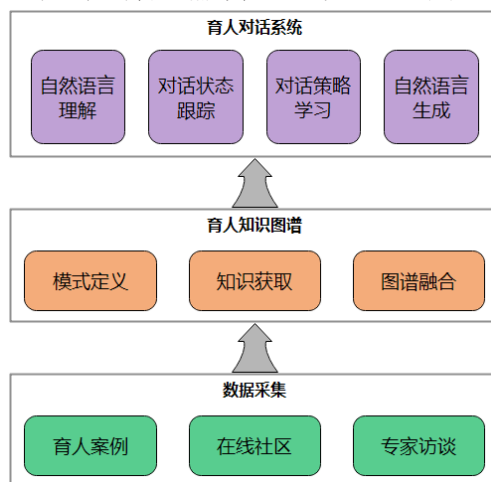 育人对话系统
自然语言 对话状态 对话策略 自然语言
理解 跟踪 学习 生成
育人知识图谱
模式定义 知识获取 图谱融合
数据采集
育人案例 在线社区 专家访谈